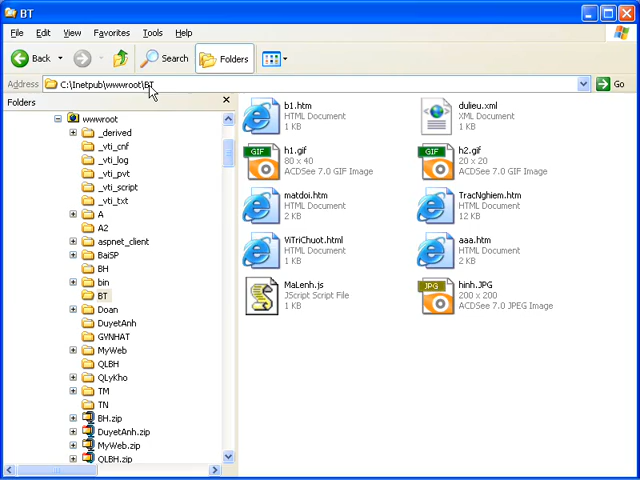 BT
File Edit View Favorites Tools Help
Back Search Folders
Address C:\Inetpub\wwwroot\BT Go
Folders
wwwroot
_derived
_vti_cnf
_vti_log
_vti_pvt
_vti_script
_vti_txt
A
A2
aspnet_client
BaiSP
BH
bin
BT
Doan
DuyetAnh
GVNHAT
MyWeb
QLBH
QLyKho
TM
TN
BH.zip
DuyetAnh.zip
MyWeb.zip
QLBH.zip
b1.htm
HTML Document
1 KB
dulieu.xml
XML Document
1 KB
GIF
h1.gif
80 x 40
ACDSee 7.0 GIF Image
GIF
h2.gif
20 x 20
ACDSee 7.0 GIF Image
matdoi.htm
HTML Document
2 KB
TracNghiem.htm
HTML Document
12 KB
ViTriChuot.html
HTML Document
1 KB
aaa.htm
HTML Document
2 KB
MaLenh.js
JScript Script File
1 KB
JPG
hinh.JPG
200 x 200
ACDSee 7.0 JPEG Image